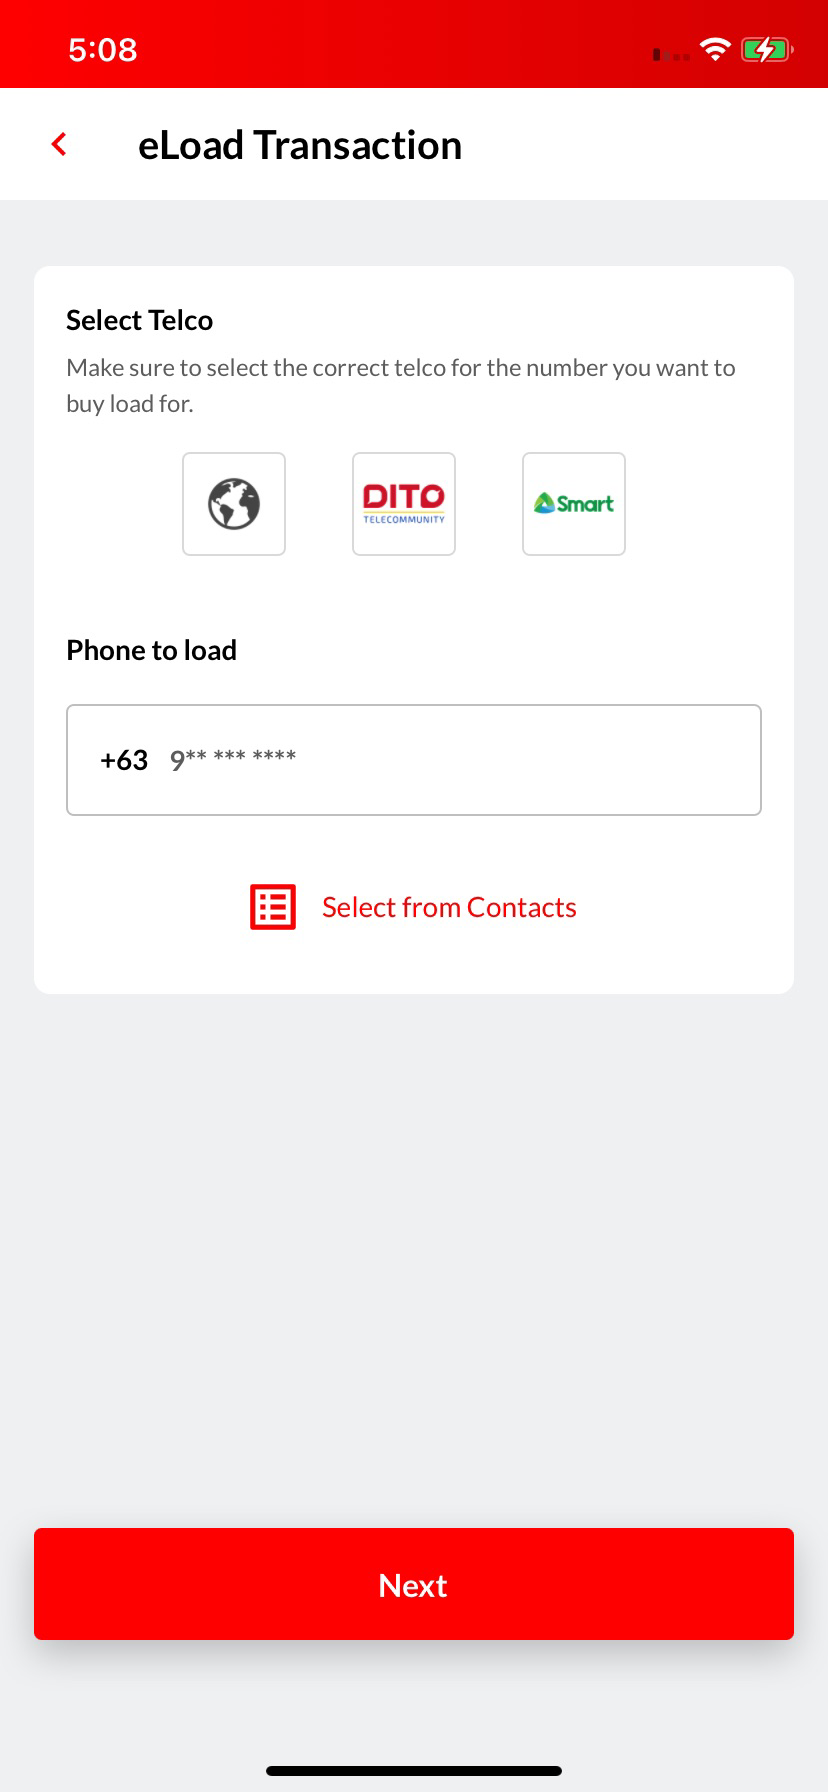 5:08
eLoad Transaction
Select Telco
Make sure to select the correct telco for the number you want to
buy load for.
DITO
TELECOMMUNITY
Smart
Phone to load
+63 9** *** ****
Select from Contacts
Next